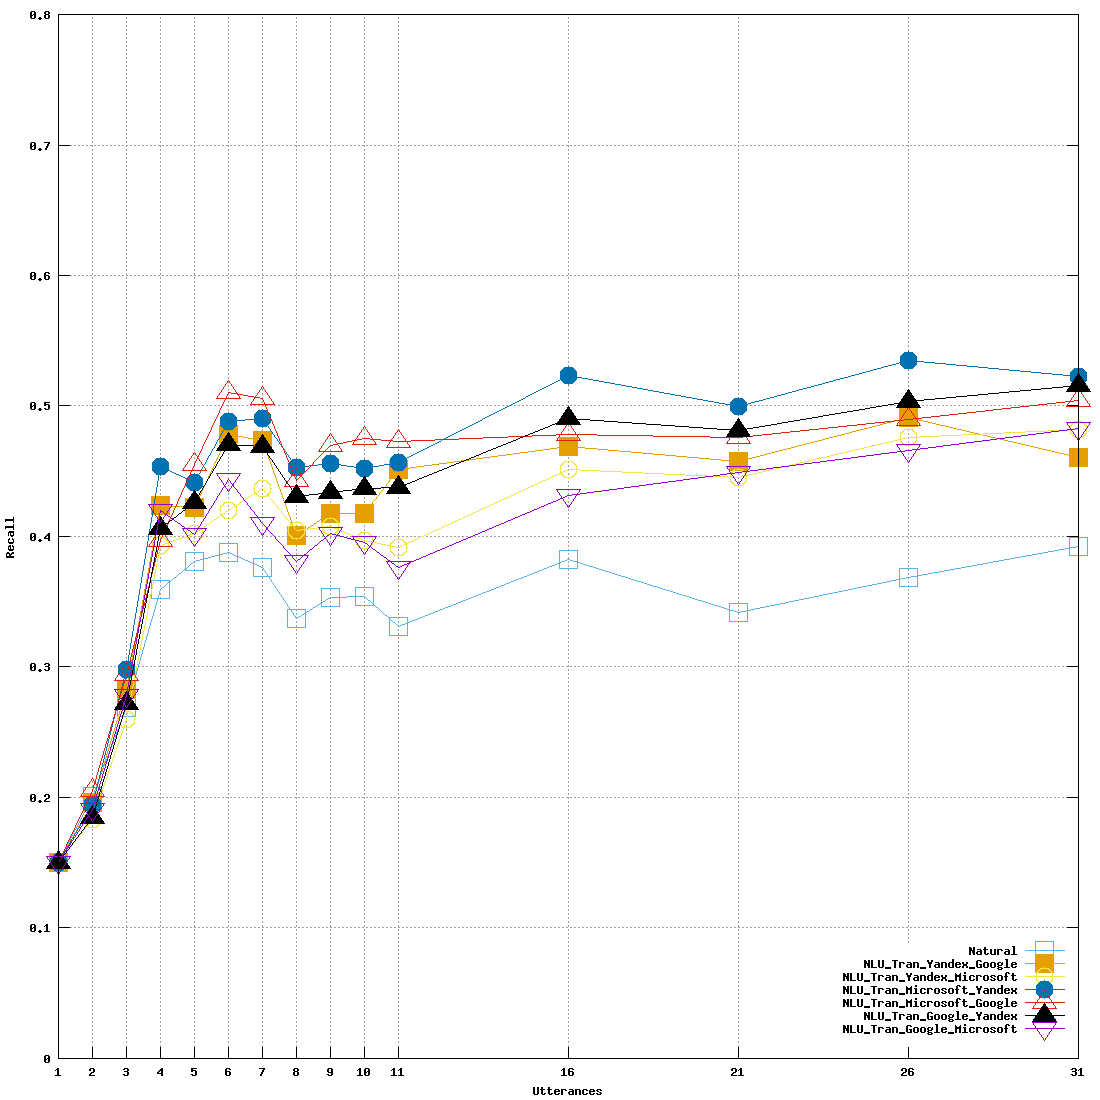 0.8
0.7
0.6
0.5
0.4
0.3
0.2
0.1
0
Recall
Natural
NLU_Tran_Yandex_Google
NLU_Tran_Yandex_Microsoft
NLU_Tran_Microsoft_Yandex
NLU_Tran_Microsoft_Google
NLU_Tran_Google_Yandex
NLU_Tran_Google_Microsoft
1 2 3 4 5 6 7 8 9 10 11 16 21 26 31
Utterances